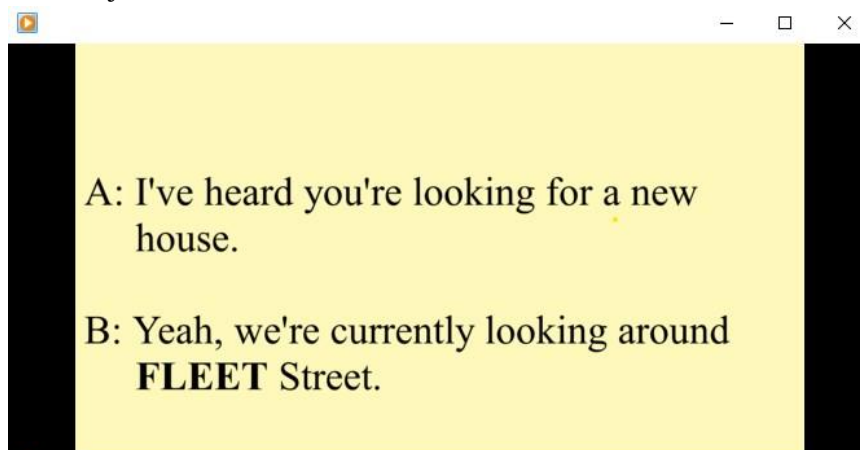 A: I've heard you're looking for a new
house.
B: Yeah, we're currently looking around
FLEET Street.